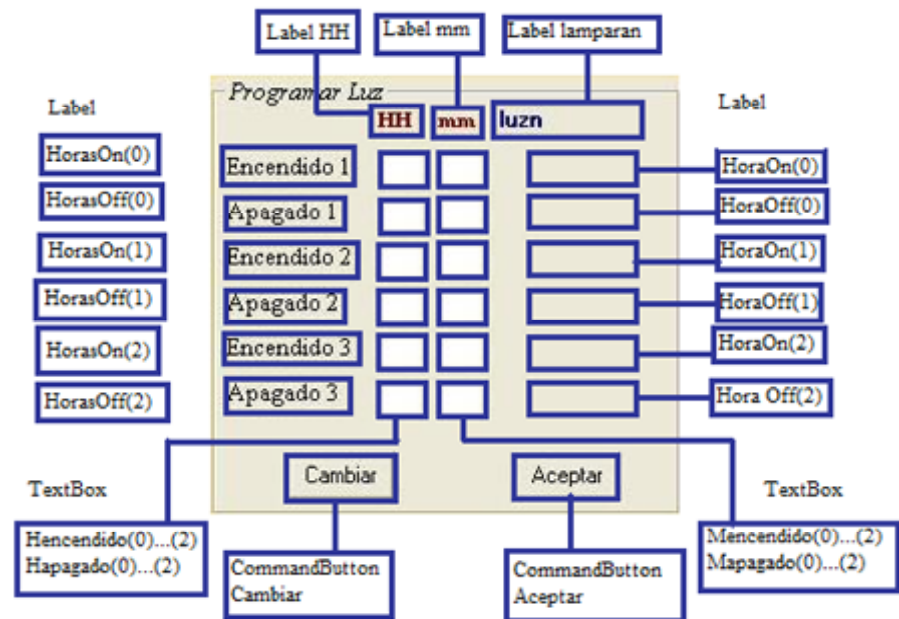 Label HH
Label mm
Label lamparan
Programar Luz
Label
Label
HH
mm
luzn
HorasOn(0)
Encendido 1
HoraOn(0)
HorasOff(0)
Apagado 1
HoraOff(0)
HorasOn(1)
Encendido 2
HoraOn(1)
HorasOff(1)
Apagado 2
HoraOff(1)
HorasOn(2)
Encendido 3
HoraOn(2)
HorasOff(2)
Apagado 3
Hora Off(2)
Cambiar
Aceptar
TextBox
TextBox
Hencendido(0)...(2)
Hapagado(0)...(2)
CommandButton
Cambiar
CommandButton
Aceptar
Mencendido(0)...(2)
Mapagado(0)...(2)